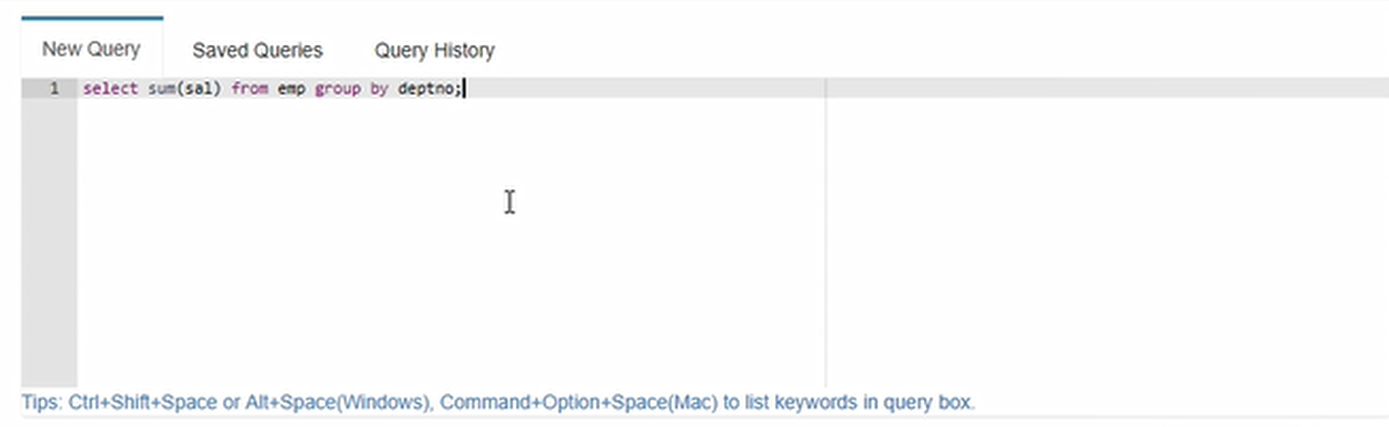 New Query Saved Queries Query History
1 select sum(sal) from emp group by deptno;
Tips: Ctrl+Shift+Space or Alt+Space(Windows), Command+Option+Space(Mac) to list keywords in query box.